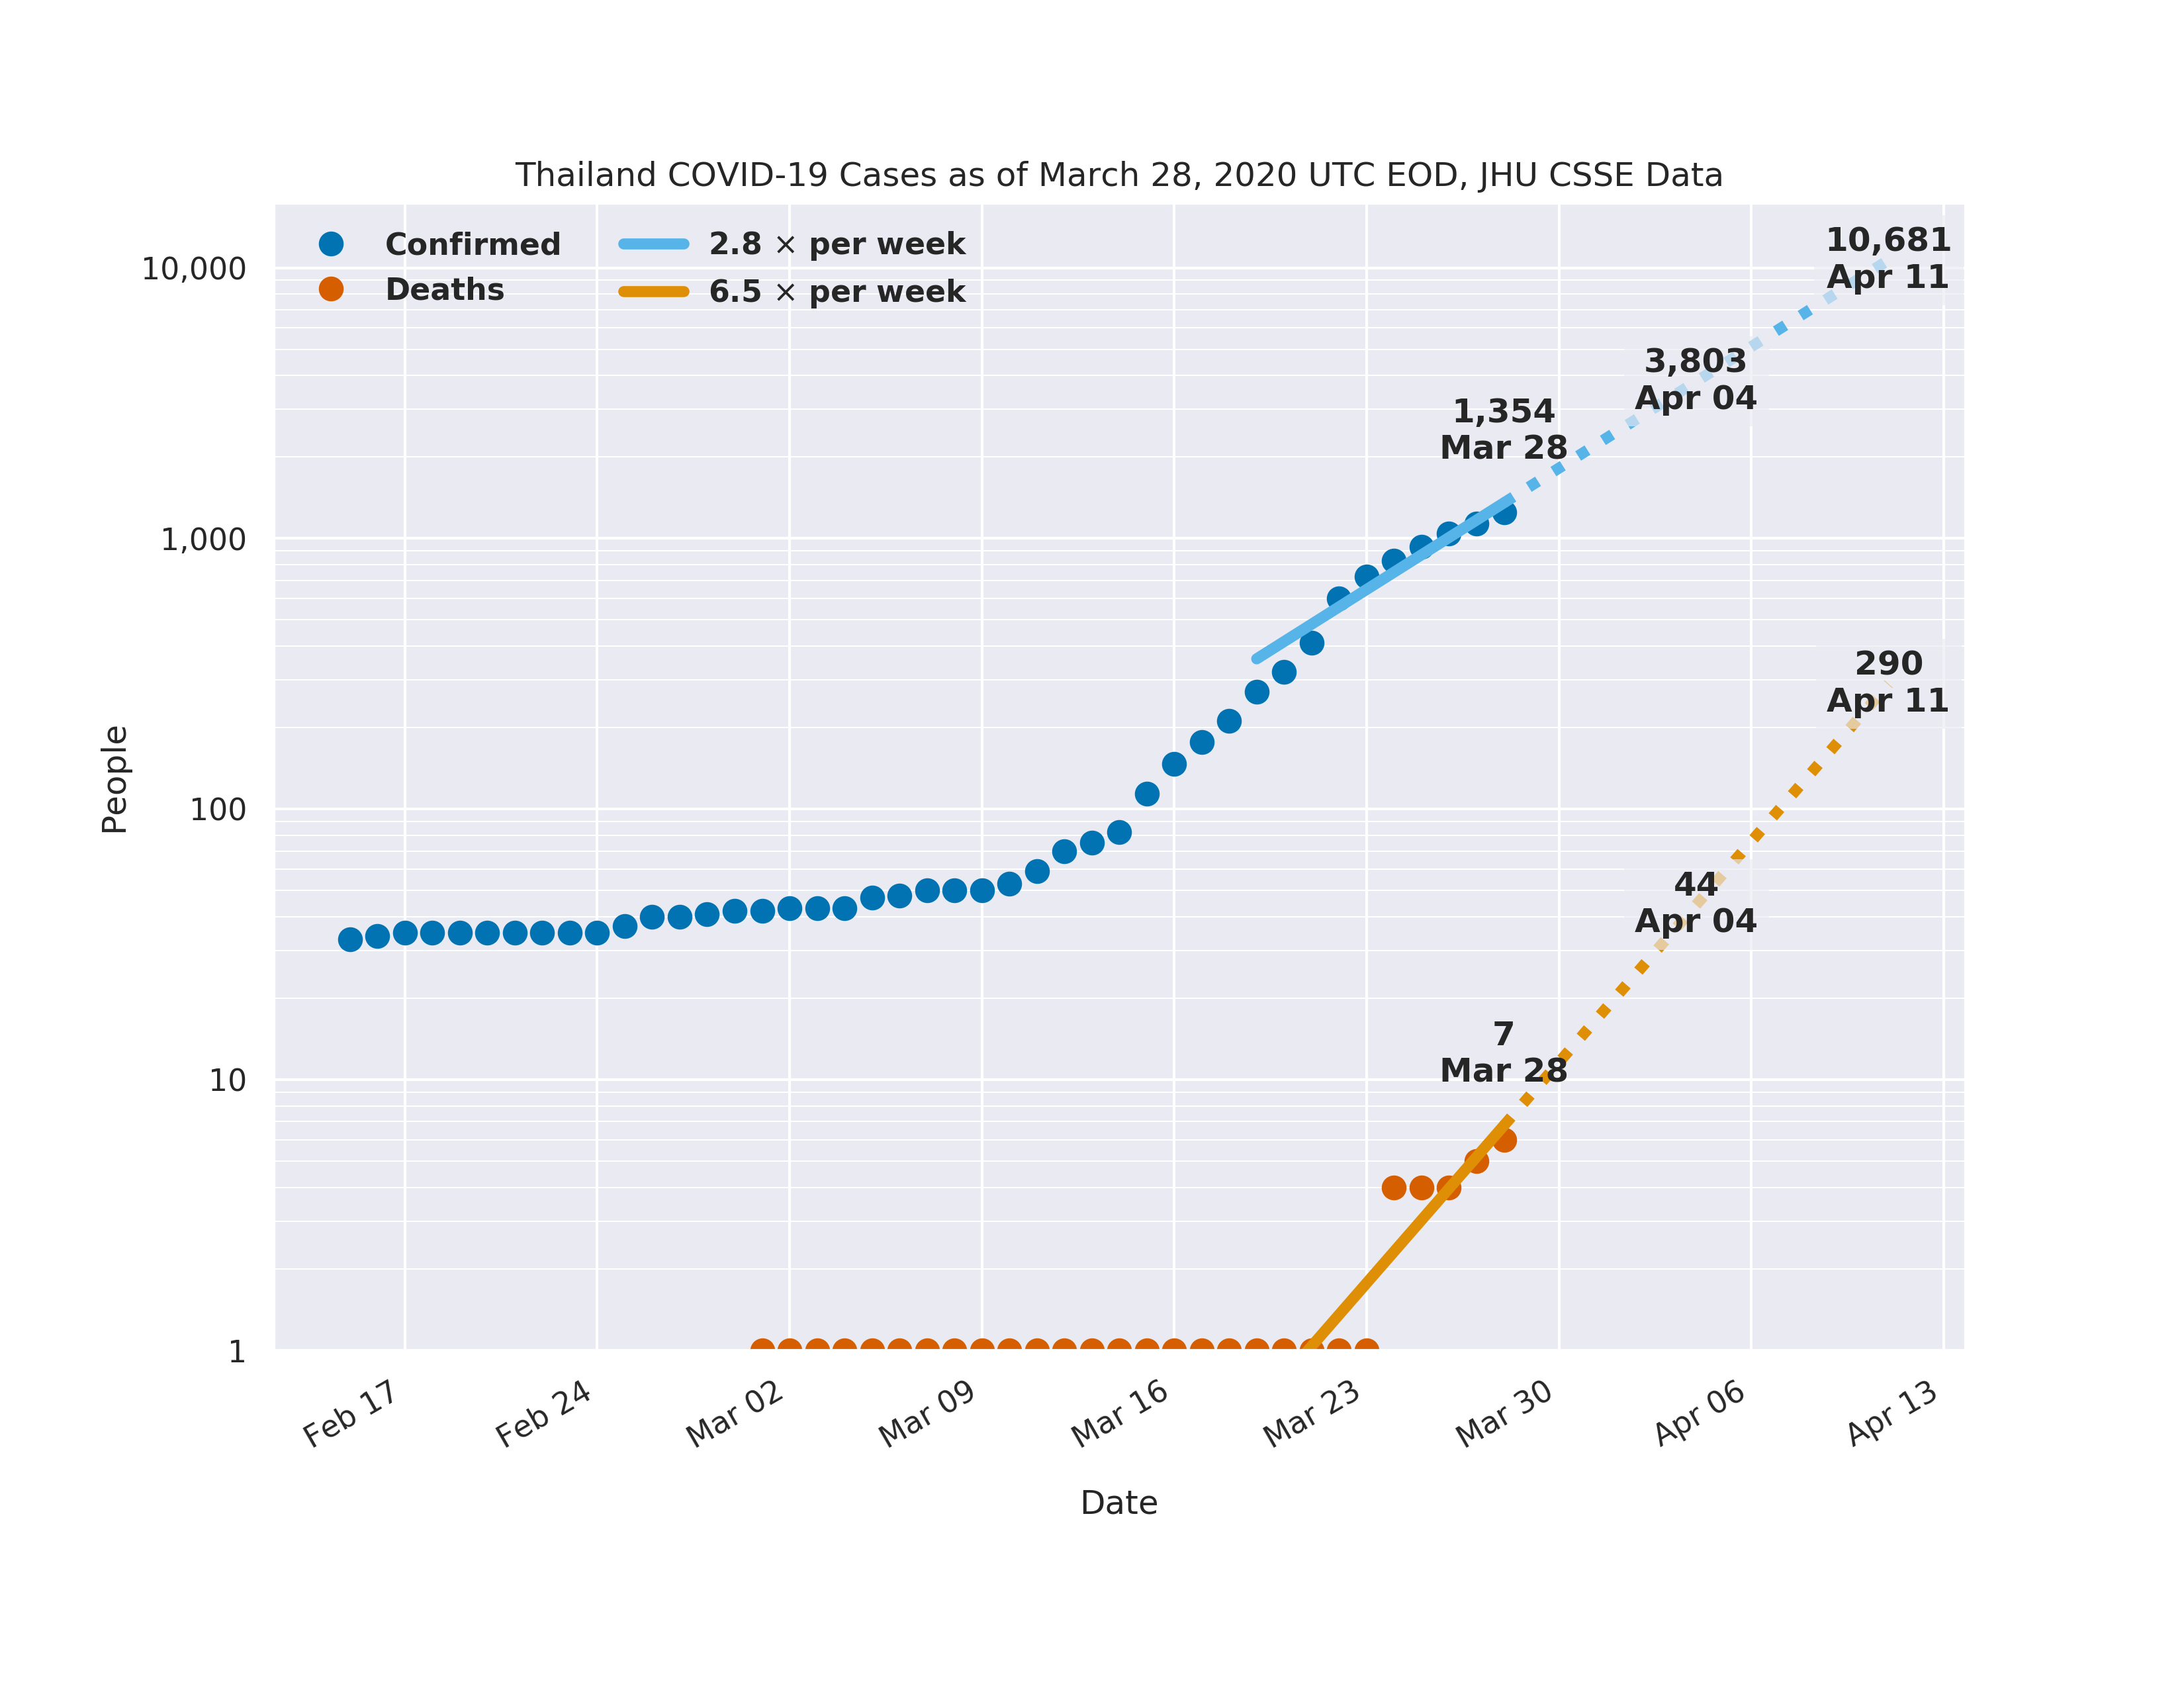 Thailand COVID-19 Cases as of March 28, 2020 UTC EOD, JHU CSSE Data
Confirmed
Deaths
2.8 × per week
6.5 × per week
10,000
1,000
100
10
1
People
10,681
Apr 11
3,803
Apr 04
1,354
Mar 28
290
Apr 11
44
Apr 04
7
Mar 28
Feb 17
Feb 24
Mar 02
Mar 09
Mar 16
Mar 23
Mar 30
Apr 06
Apr 13
Date